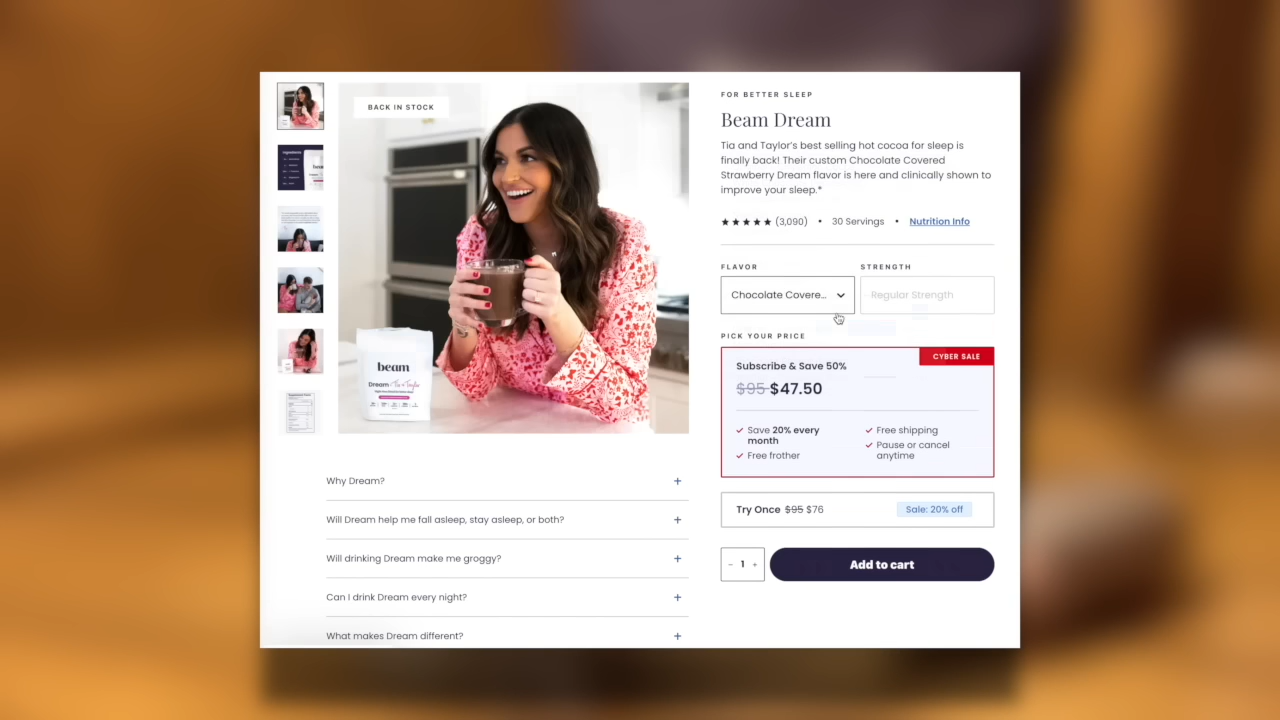 BACK IN STOCK
beam
Dream
FOR BETTER SLEEP
Beam Dream
Tia and Taylor's best selling hot cocoa for sleep is
finally back! Their custom Chocolate Covered
Strawberry Dream flavor is here and clinically shown to
improve your sleep.*
★★★★★ (3,090) • 30 Servings • Nutrition Info
FLAVOR STRENGTH
Chocolate Covere... Regular Strength
PICK YOUR PRICE
CYBER SALE
Subscribe & Save 50%
$95 $47.50
Save 20% every
month
Free frother
Free shipping
Pause or cancel
anytime
Try Once $95 $76 Sale: 20% off
- 1 + Add to cart
Why Dream? +
Will Dream help me fall asleep, stay asleep, or both? +
Will drinking Dream make me groggy? +
Can I drink Dream every night? +
What makes Dream different? +